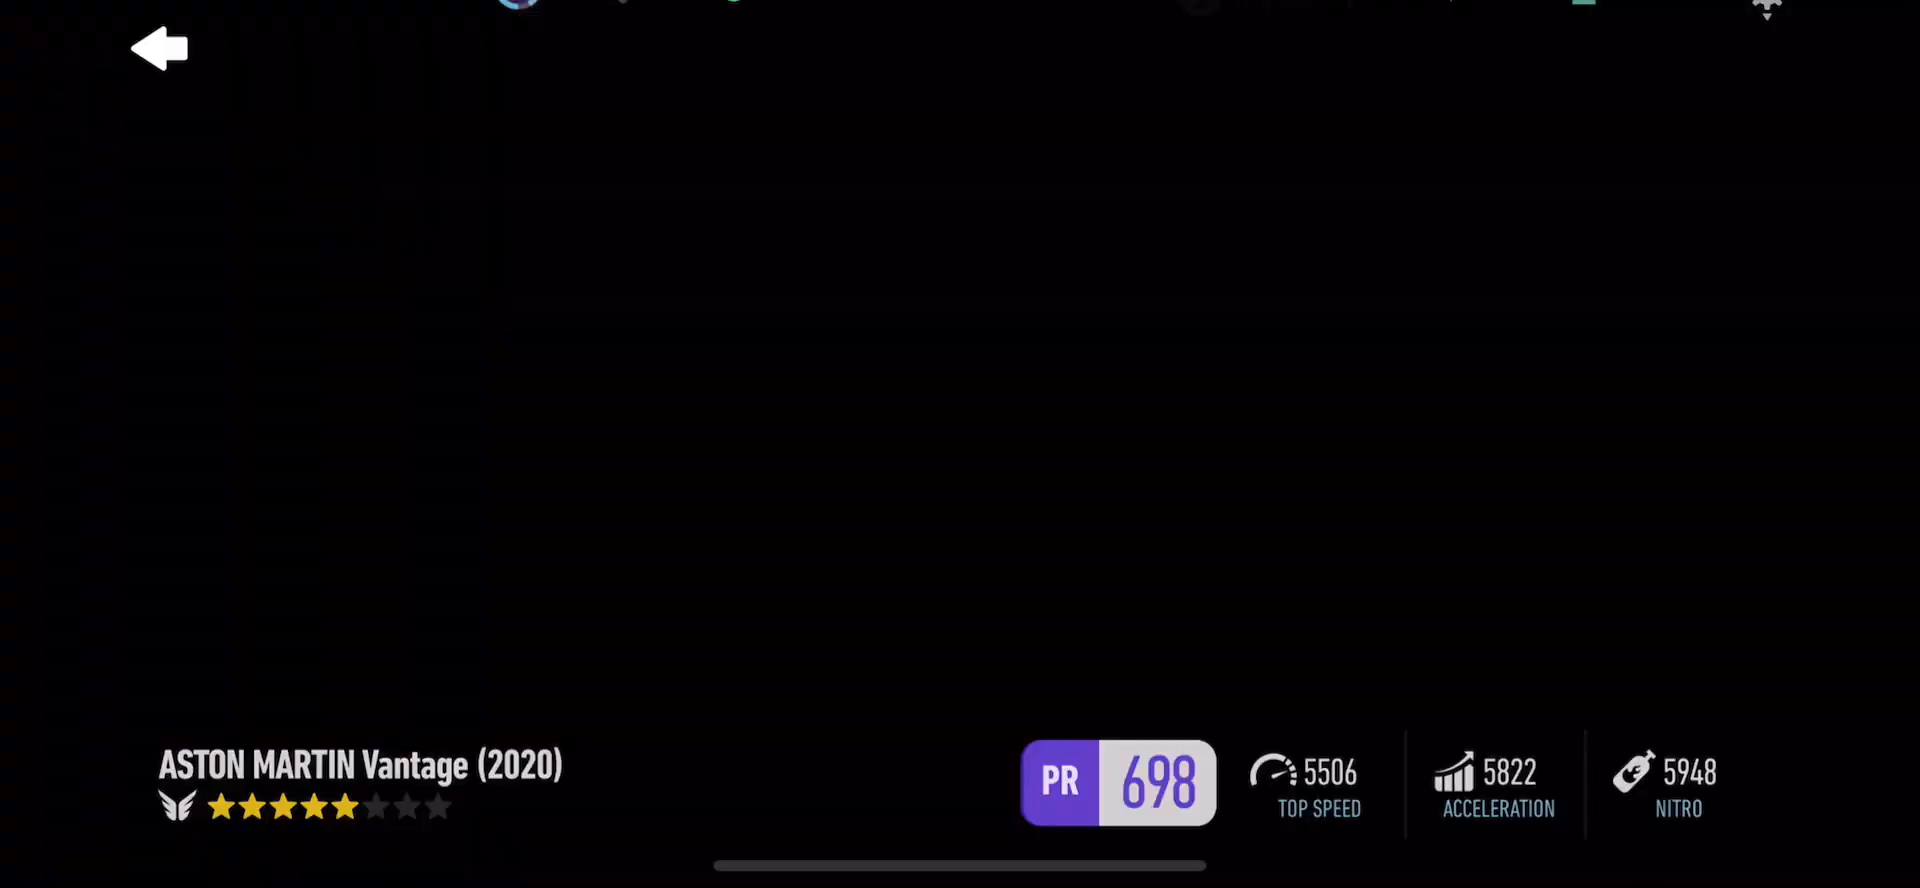 ASTON MARTIN Vantage (2020)
PR 698
5506
TOP SPEED
5822
ACCELERATION
5948
NITRO